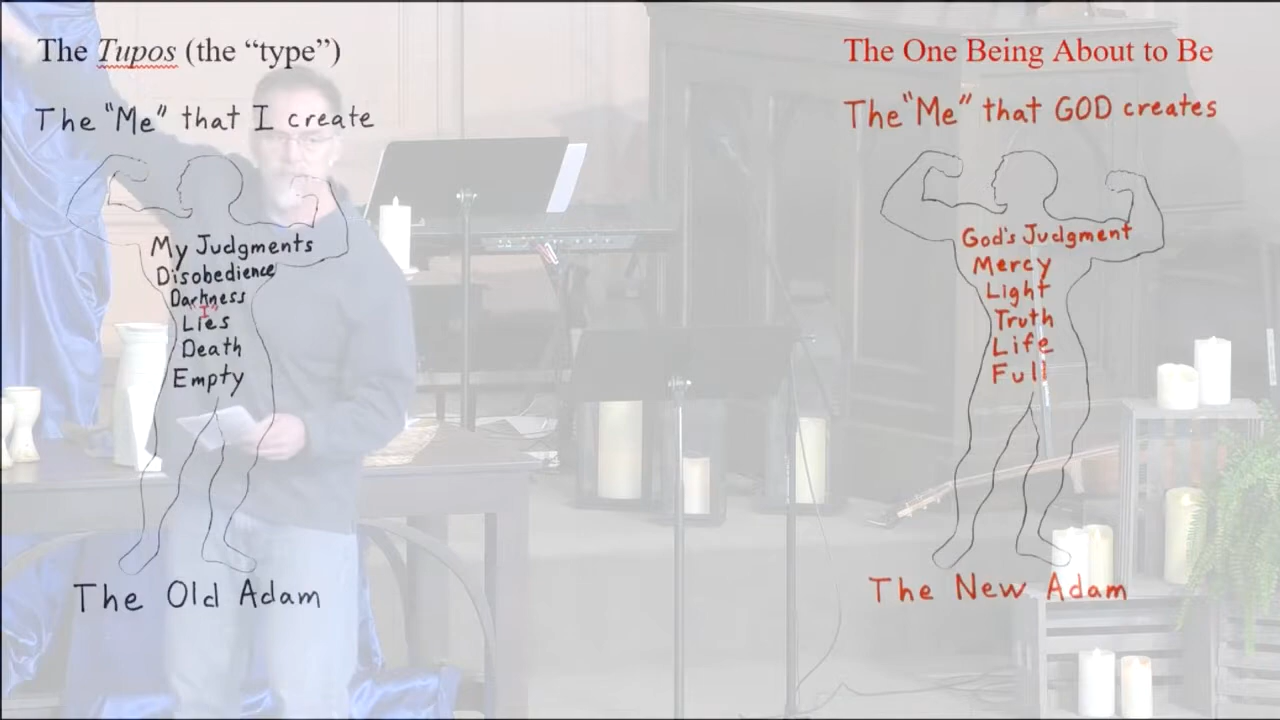 The Tupos (the “type”)
The "Me" that I create
My Judgments
Disobedience
Darkness
"I"
Lies
Death
Empty
The Old Adam
The One Being About to Be
The "Me" that GOD creates
God's Judgment
Mercy
Light
Truth
Life
Full
The New Adam